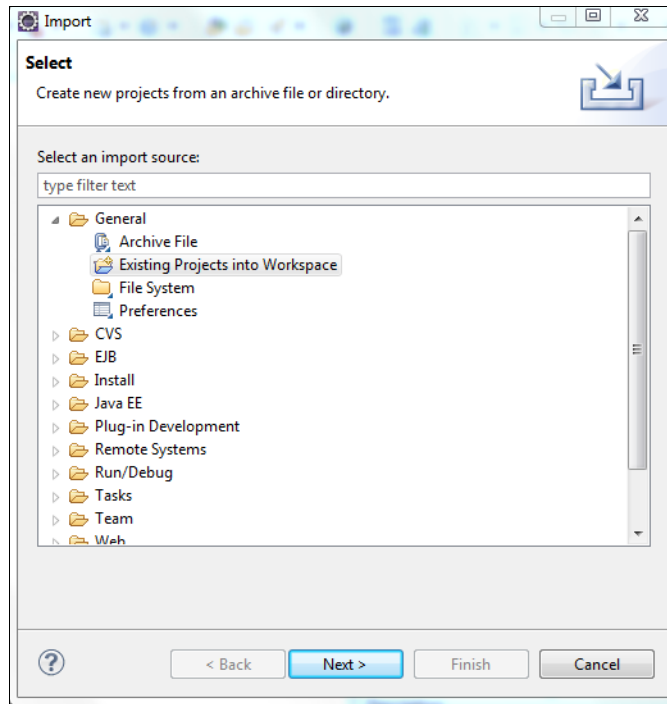 Import
Select
Create new projects from an archive file or directory.
Select an import source:
type filter text
General
Archive File
Existing Projects into Workspace
File System
Preferences
CVS
EJB
Install
Java EE
Plug-in Development
Remote Systems
Run/Debug
Tasks
Team
Web
< Back Next > Finish Cancel